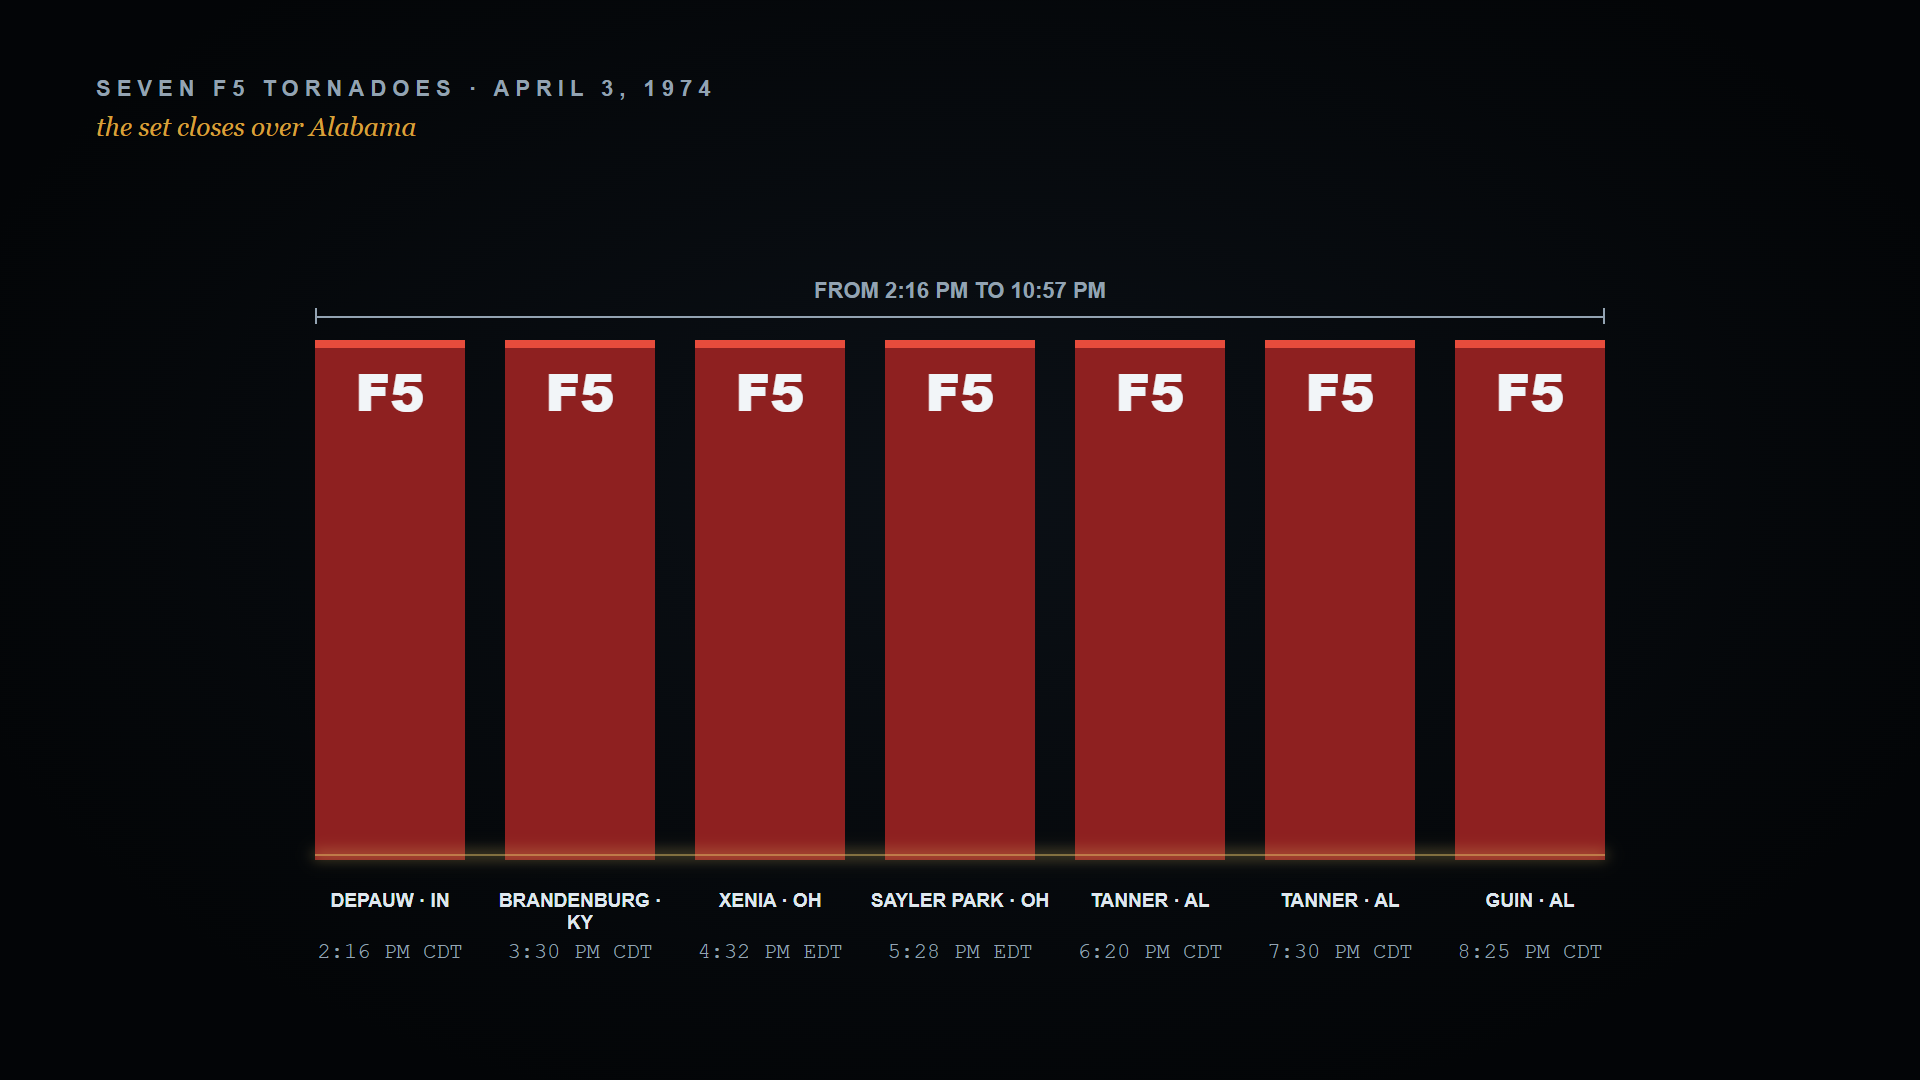 SEVEN F5 TORNADOES · APRIL 3, 1974
the set closes over Alabama
FROM 2:16 PM TO 10:57 PM
F5 F5 F5 F5 F5 F5 F5
DEPAUW · IN
2:16 PM CDT
BRANDENBURG ·
KY
3:30 PM CDT
XENIA · OH
4:32 PM EDT
SAYLER PARK · OH
5:28 PM EDT
TANNER · AL
6:20 PM CDT
TANNER · AL
7:30 PM CDT
GUIN · AL
8:25 PM CDT